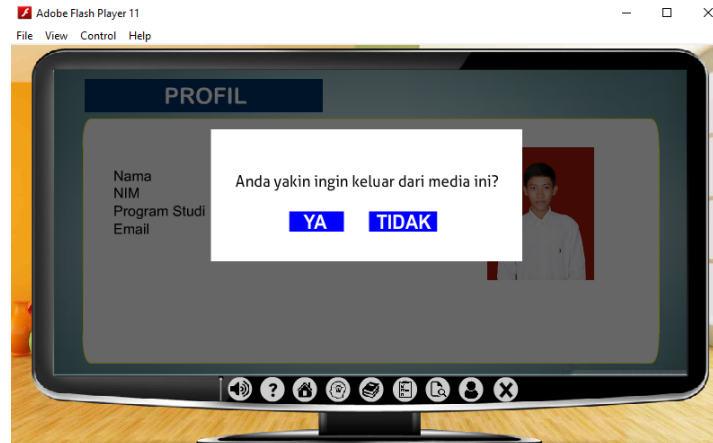 Adobe Flash Player 11
File View Control Help
PROFIL
Nama
NIM
Program Studi
Email
Anda yakin ingin keluar dari media ini?
YA TIDAK
?